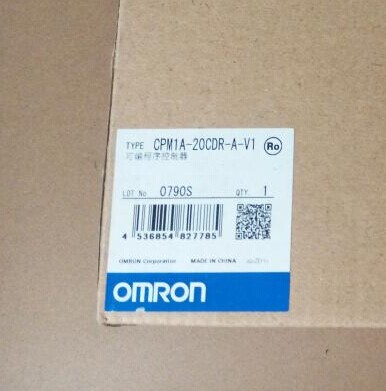 TYPE CPM1A-20CDR-A-V1 Ro
可编程序控制器
LOT No 0790S QTY. 1
4 536854 827785
OMRON Corporation MADE IN CHINA
OMRON